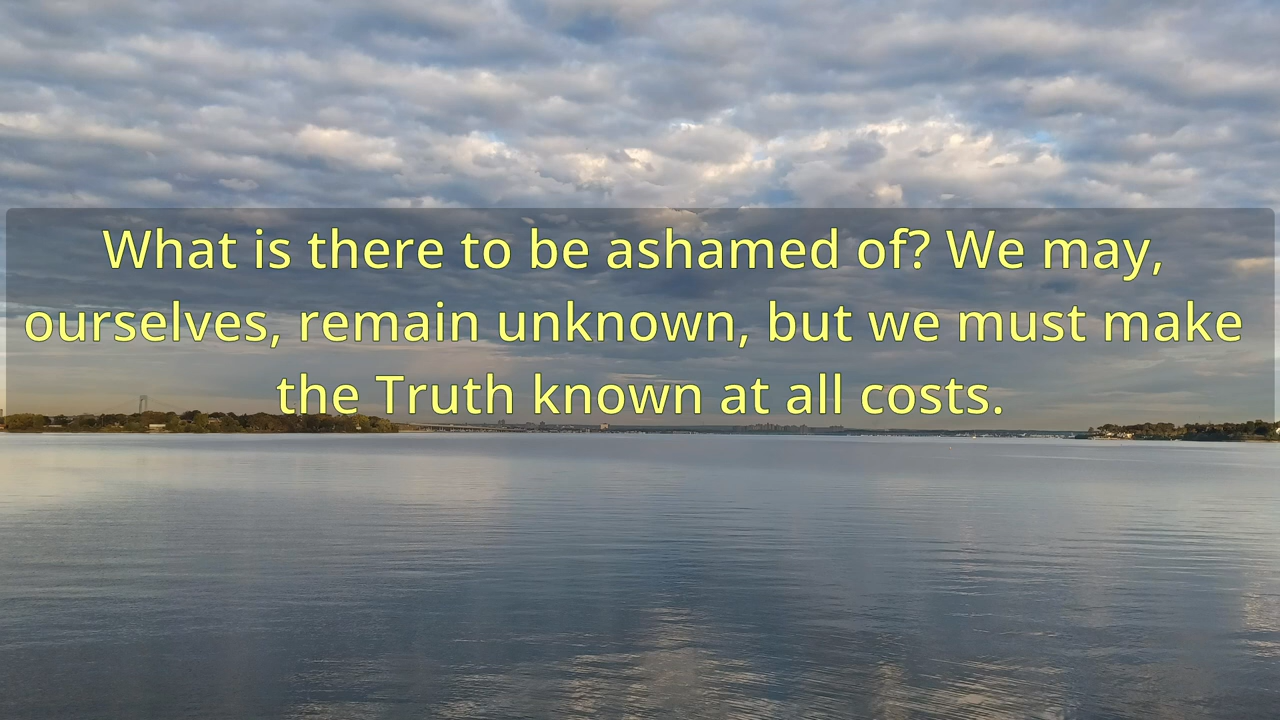 What is there to be ashamed of? We may,
ourselves, remain unknown, but we must make
the Truth known at all costs.